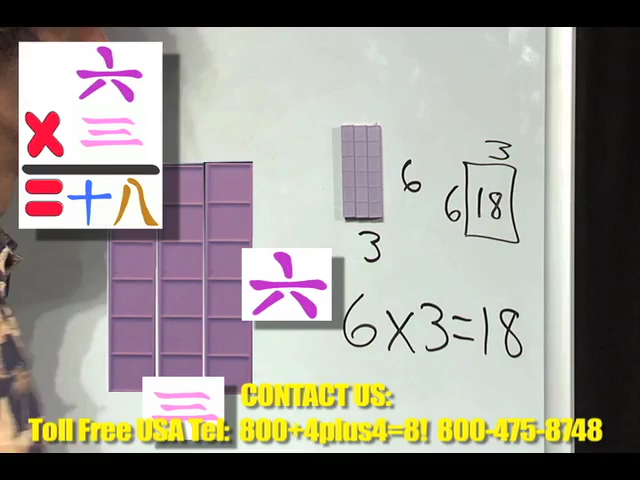 六
× 三
= 十八
六
三
6
3
3
6 18
6×3=18
CONTACT US:
Toll Free USA Tel: 800+4plus4=8! 800-475-8748